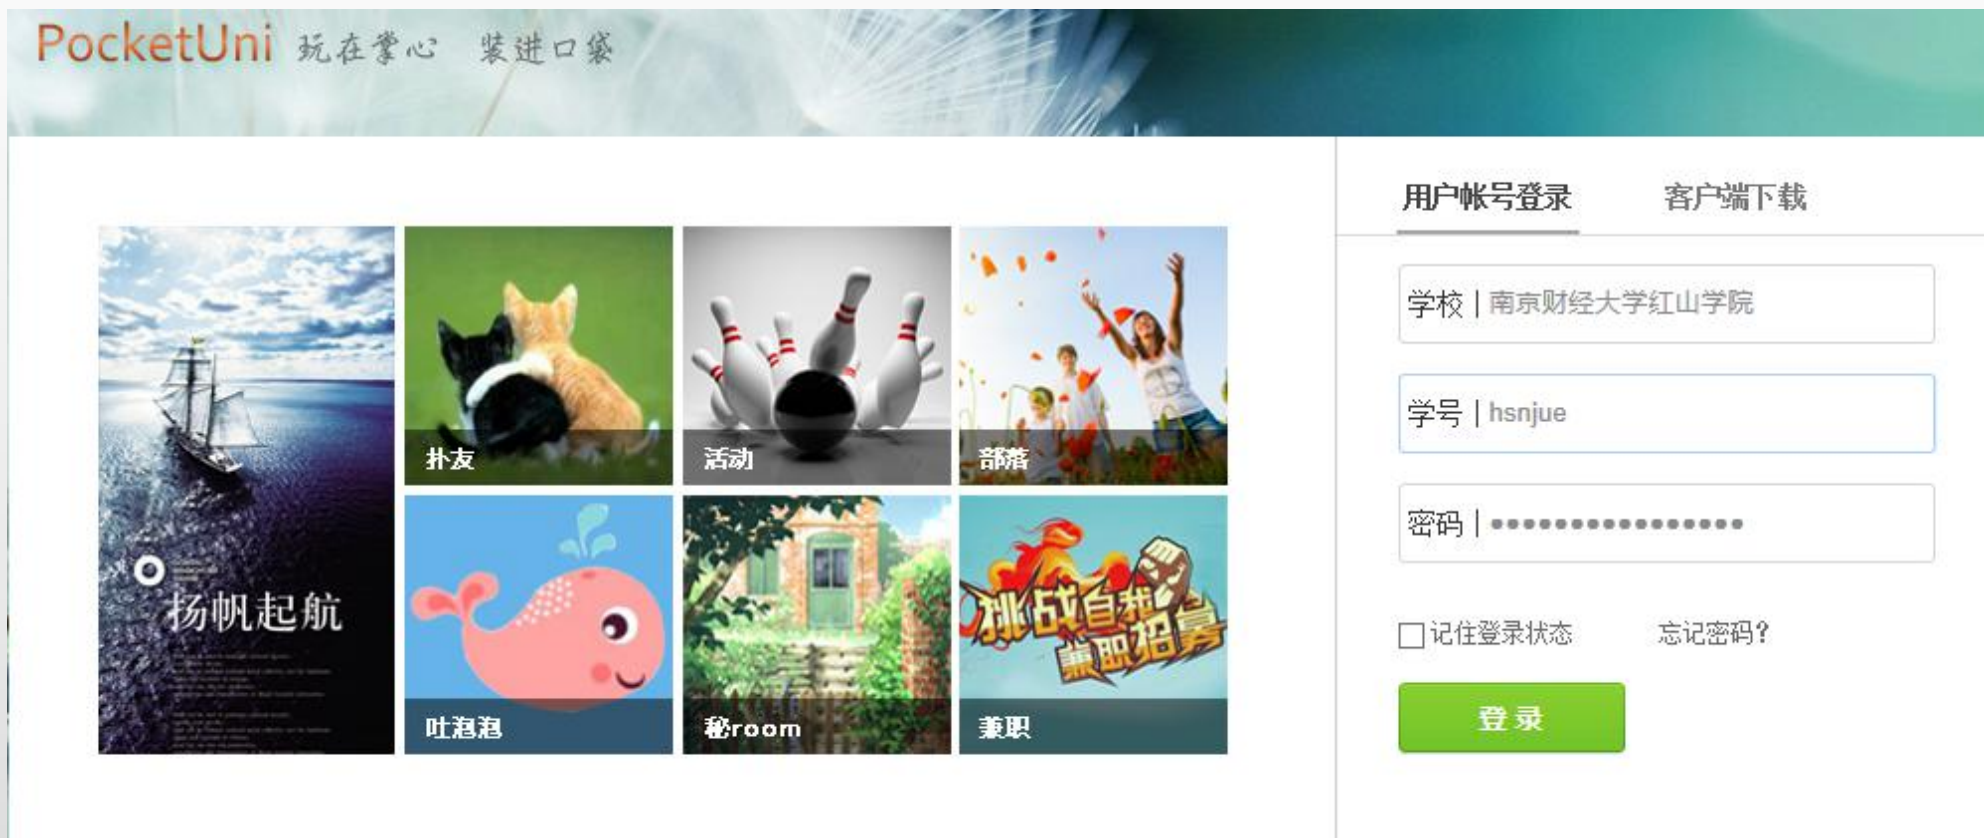 PocketUni 玩在掌心 装进口袋
用户帐号登录 客户端下载
学校 | 南京财经大学红山学院
学号 | hsnjue
密码 | ●●●●●●●●●●●●●●●●
记住登录状态 忘记密码?
登 录
扬帆起航
扑友
活动
部落
吐泡泡
秘room
挑战自我
兼职招募
兼职